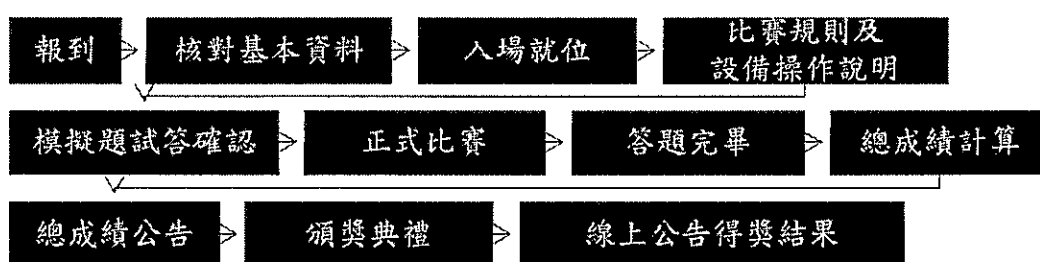 報到
核對基本資料
入場就位
比賽規則及
設備操作說明
模擬題試答確認
正式比賽
答題完畢
總成績計算
總成績公告
頒獎典禮
線上公告得獎結果